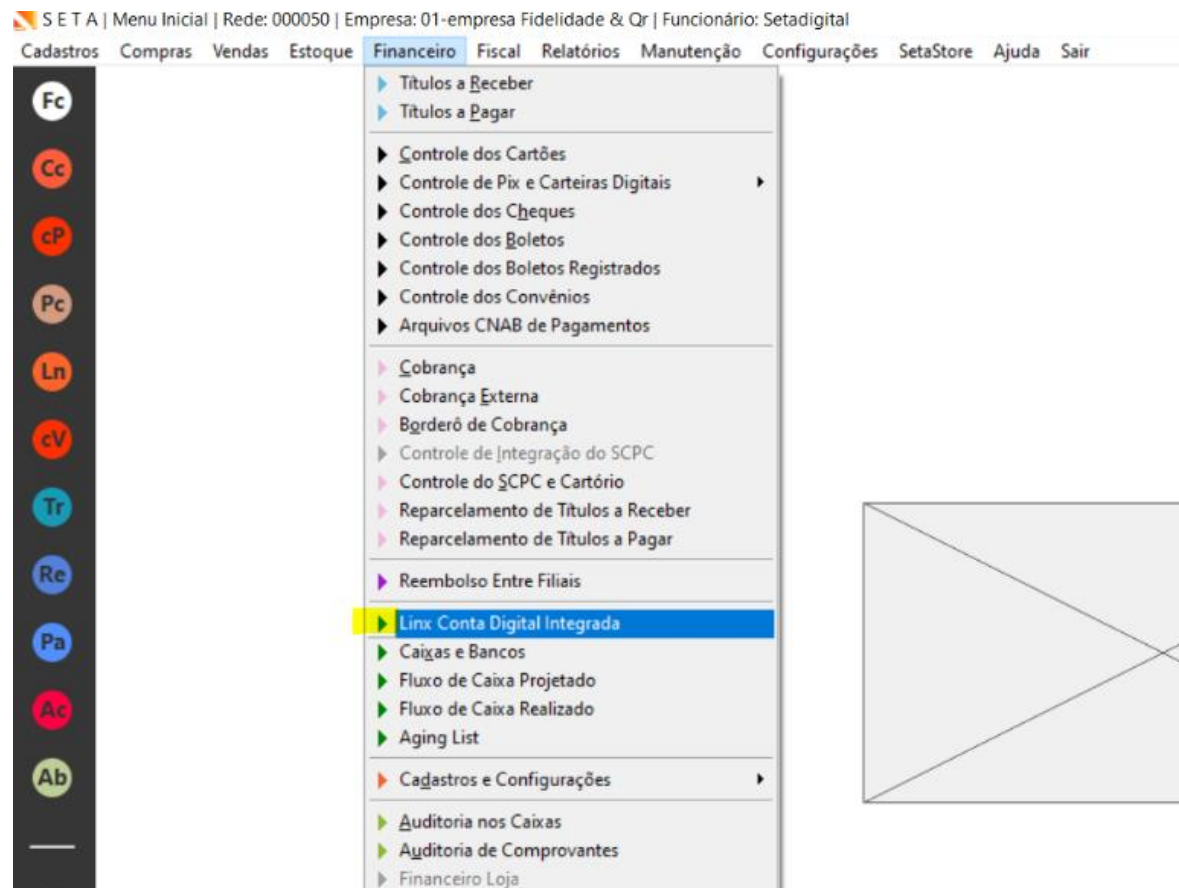 S E T A | Menu Inicial | Rede: 000050 | Empresa: 01-empresa Fidelidade & Qr | Funcionário: Setadigital
Cadastros Compras Vendas Estoque Financeiro Fiscal Relatórios Manutenção Configurações SetaStore Ajuda Sair
Fc
Cc
cP
Pc
Ln
cV
Tr
Re
Pa
Ac
Ab
Títulos a Receber
Títulos a Pagar
Controle dos Cartões
Controle de Pix e Carteiras Digitais
Controle dos Cheques
Controle dos Boletos
Controle dos Boletos Registrados
Controle dos Convênios
Arquivos CNAB de Pagamentos
Cobrança
Cobrança Externa
Borderô de Cobrança
Controle de Integração do SCPC
Controle do SCPC e Cartório
Reparcelamento de Títulos a Receber
Reparcelamento de Títulos a Pagar
Reembolso Entre Filiais
Linx Conta Digital Integrada
Caixas e Bancos
Fluxo de Caixa Projetado
Fluxo de Caixa Realizado
Aging List
Cadastros e Configurações
Auditoria nos Caixas
Auditoria de Comprovantes
Financeiro Loja